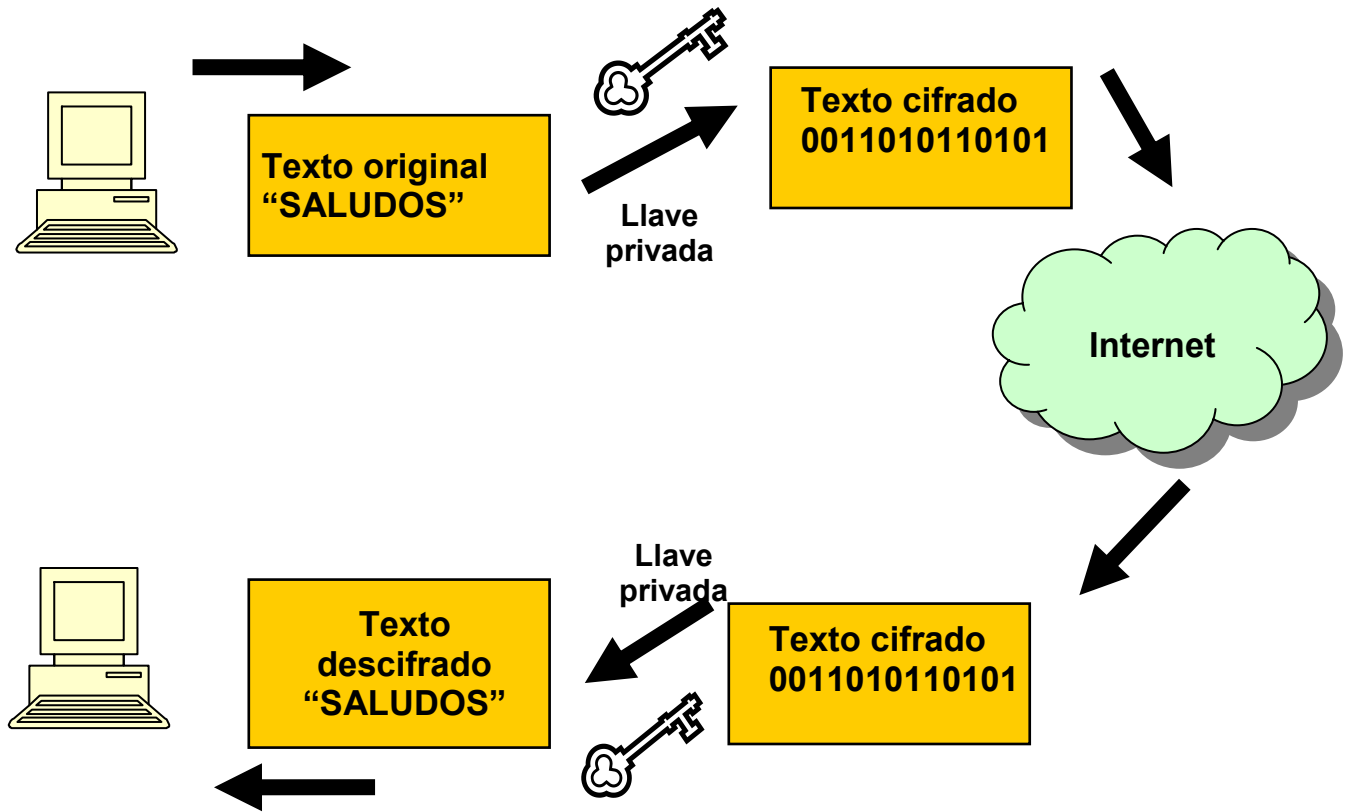 Texto original
“SALUDOS”
Llave
privada
Texto cifrado
0011010110101
Internet
Texto cifrado
0011010110101
Llave
privada
Texto
descifrado
“SALUDOS”